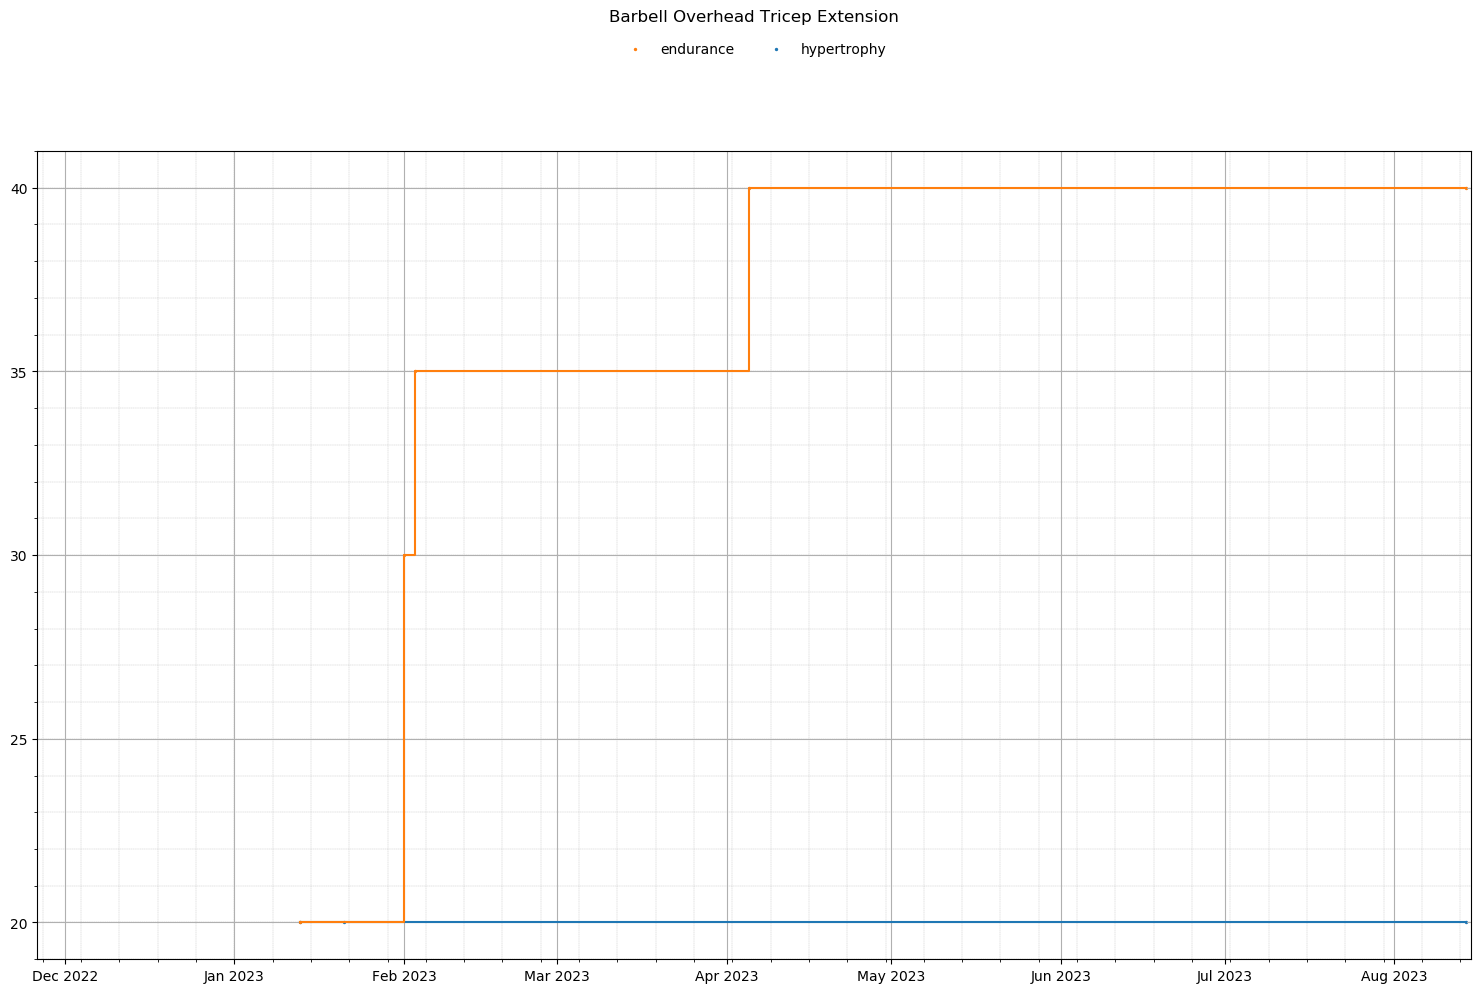 Barbell Overhead Tricep Extension
endurance hypertrophy
40
35
30
25
20
Dec 2022 Jan 2023 Feb 2023 Mar 2023 Apr 2023 May 2023 Jun 2023 Jul 2023 Aug 2023